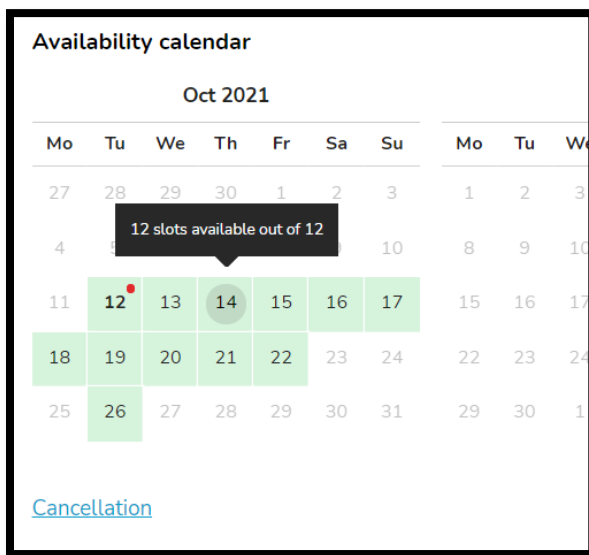 Availability calendar
Oct 2021
Mo Tu We Th Fr Sa Su Mo Tu
27 28 29 30 1 2 3 1 2 3
12 slots available out of 12
4 10 8 9 10
11 12 13 14 15 16 17 15 16 17
18 19 20 21 22 23 24 22 23 24
25 26 27 28 29 30 31 29 30 1
Cancellation